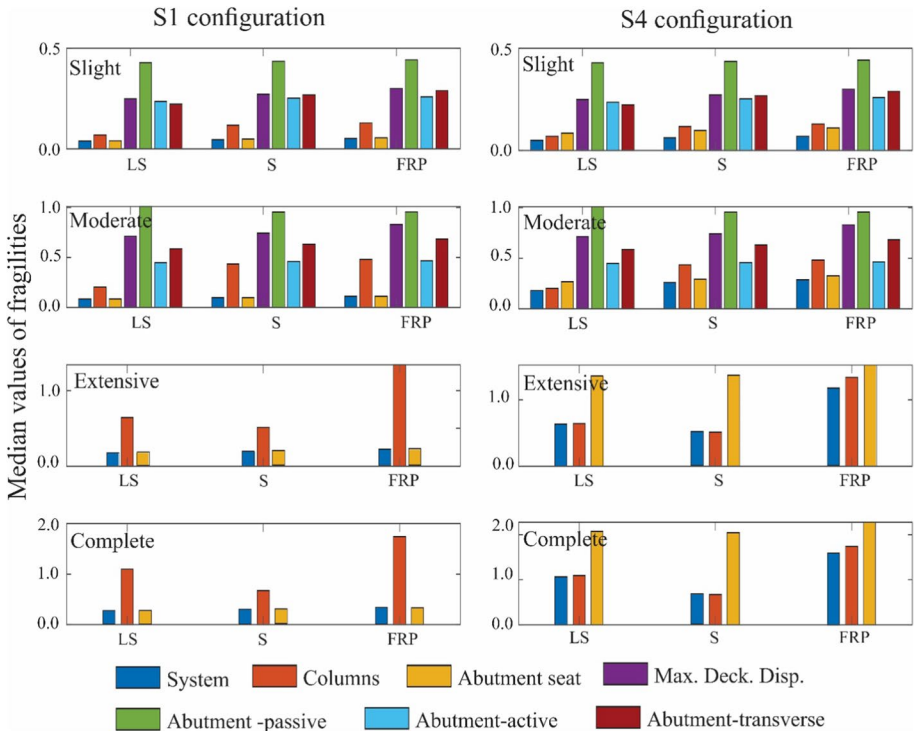 S1 configuration
S4 configuration
Median values of fragilities
0.5
Slight
0.0
LS
S
FRP
0.5
Slight
0.0
LS
S
FRP
1.0
Moderate
0.5
0.0
LS
S
FRP
1.0
Moderate
0.5
0.0
LS
S
FRP
Extensive
1.0
0.0
LS
S
FRP
Extensive
1.0
0.0
LS
S
FRP
2.0
Complete
1.0
0.0
LS
S
FRP
2.0
Complete
1.0
0.0
LS
S
FRP
System
Columns
Abutment seat
Max. Deck. Disp.
Abutment -passive
Abutment-active
Abutment-transverse